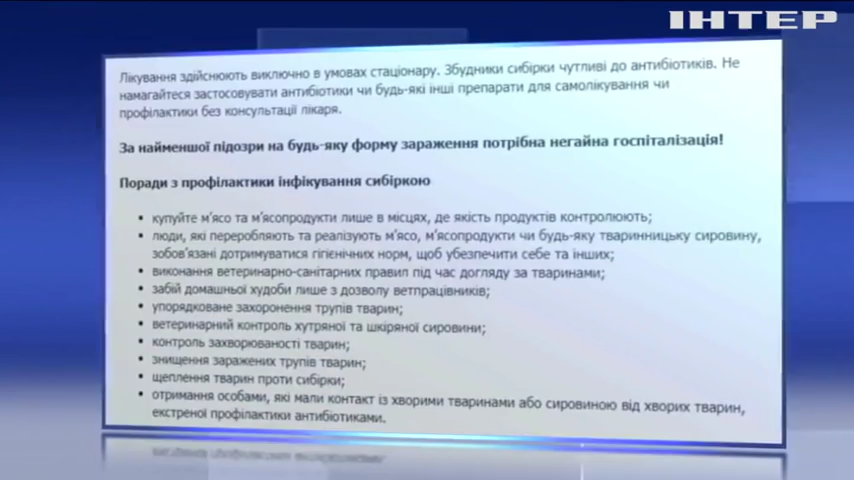 ІНТЕР
Лікування здійснюють виключно в умовах стаціонару. Збудники сибірки чутливі до антибіотиків. Не
намагайтеся застосовувати антибіотики чи будь-які інші препарати для самолікування чи
профілактики без консультації лікаря.
За найменшої підозри на будь-яку форму зараження потрібна негайна госпіталізація!
Поради з профілактики інфікування сибіркою
• купуйте м'ясо та м'ясопродукти лише в місцях, де якість продуктів контролюють;
• люди, які переробляють та реалізують м'ясо, м'ясопродукти чи будь-яку тваринницьку сировину,
зобов'язані дотримуватися гігієнічних норм, щоб убезпечити себе та інших;
• виконання ветеринарно-санітарних правил під час догляду за тваринами;
• забій домашньої худоби лише з дозволу ветпрацівників;
• упорядковане захоронення трупів тварин;
• ветеринарний контроль хутряної та шкіряної сировини;
• контроль захворюваності тварин;
• знищення заражених трупів тварин;
• щеплення тварин проти сибірки;
• отримання особами, які мали контакт із хворими тваринами або сировиною від хворих тварин,
екстреної профілактики антибіотиками.